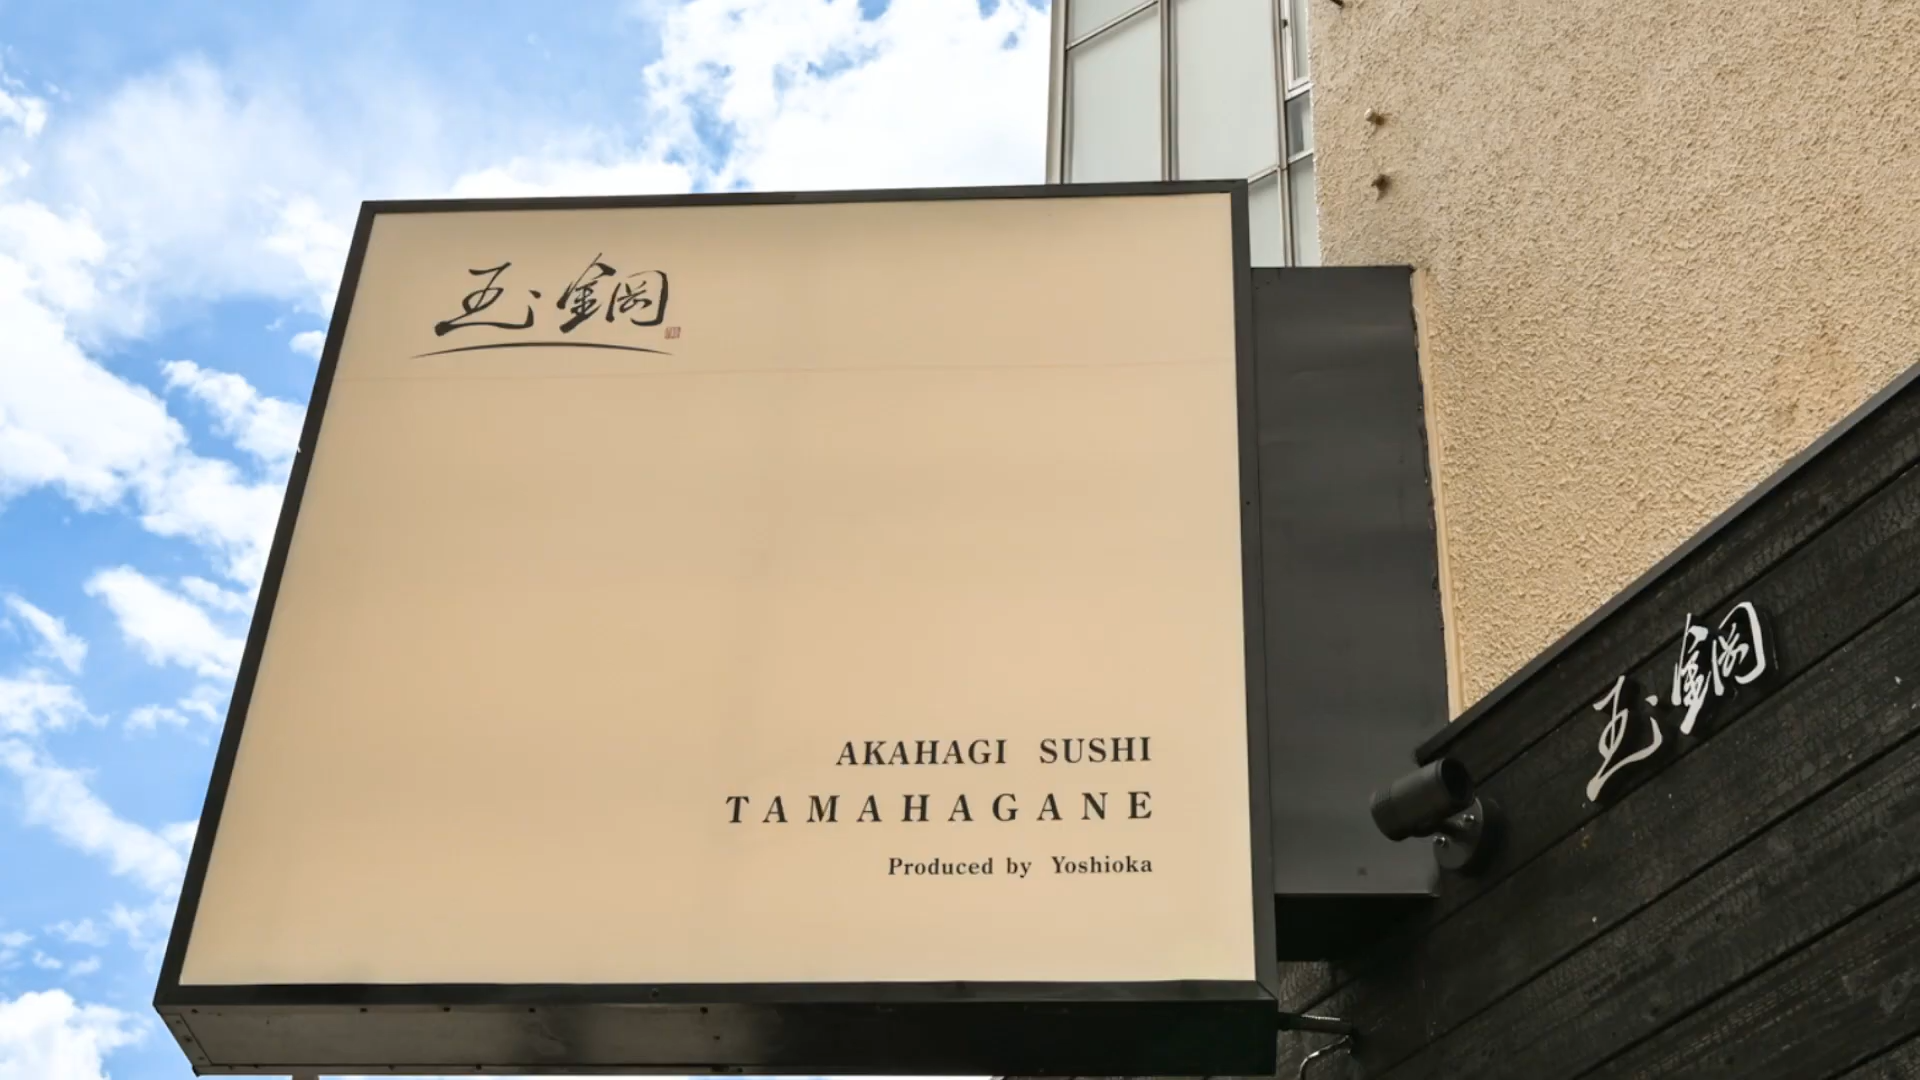 玉鋼
AKAHAGI SUSHI
TAMAHAGANE
Produced by Yoshioka
玉鋼